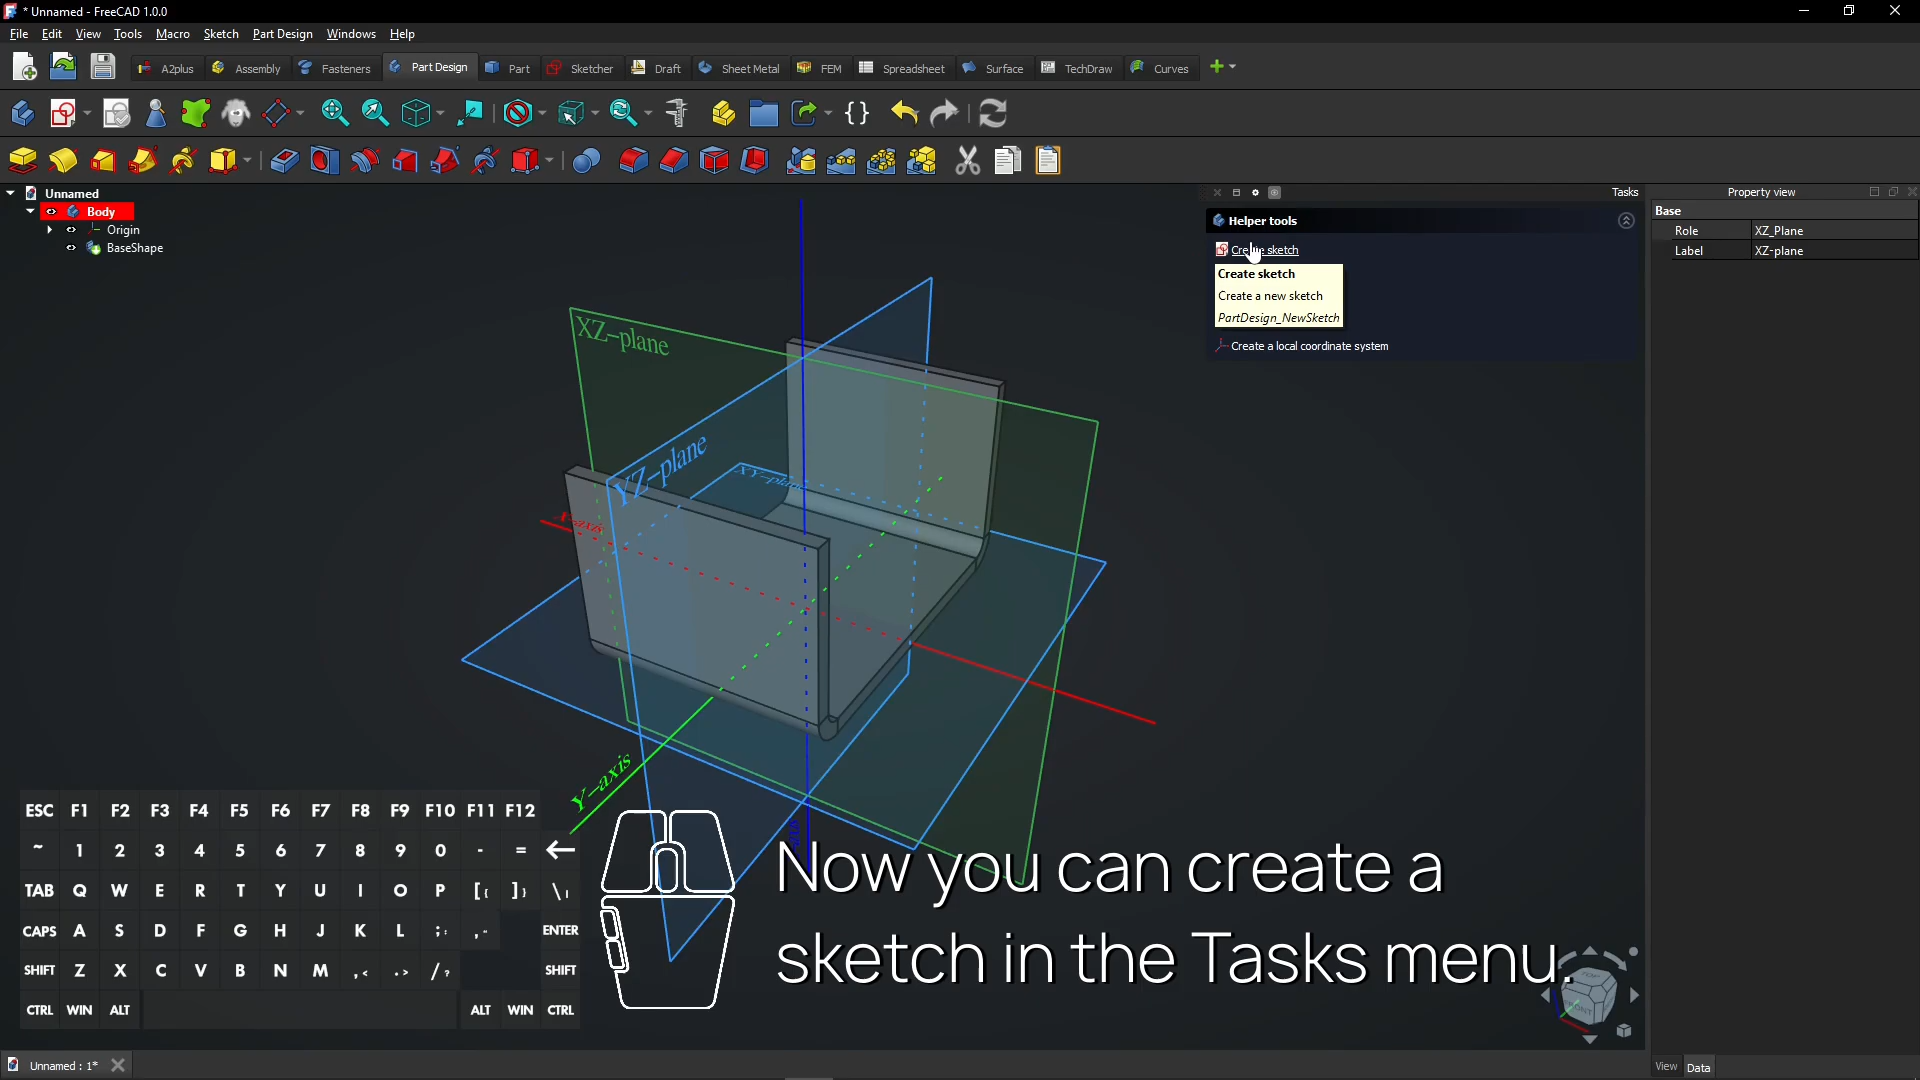 * Unnamed - FreeCAD 1.0.0
File Edit View Tools Macro Sketch Part Design Windows Help
A2plus Assembly Fasteners Part Design Part Sketcher Draft Sheet Metal FEM Spreadsheet Surface TechDraw Curves
Unnamed
Body
Origin
BaseShape
Tasks
Helper tools
Create sketch
Create sketch
Create a new sketch
PartDesign_NewSketch
Create a local coordinate system
Property view
Base
Role XZ_Plane
Label XZ-plane
XZ-plane
YZ-plane
XY-plane
X-axis
Y-axis
ESC F1 F2 F3 F4 F5 F6 F7 F8 F9 F10 F11 F12
~ 1 2 3 4 5 6 7 8 9 0 - = ←
TAB Q W E R T Y U I O P [{ ]} \|
CAPS A S D F G H J K L ;: ,” ENTER
SHIFT Z X C V B N M ,< .> /? SHIFT
CTRL WIN ALT ALT WIN CTRL
Now you can create a
sketch in the Tasks menu.
TOP
FRONT
Unnamed : 1*
View Data